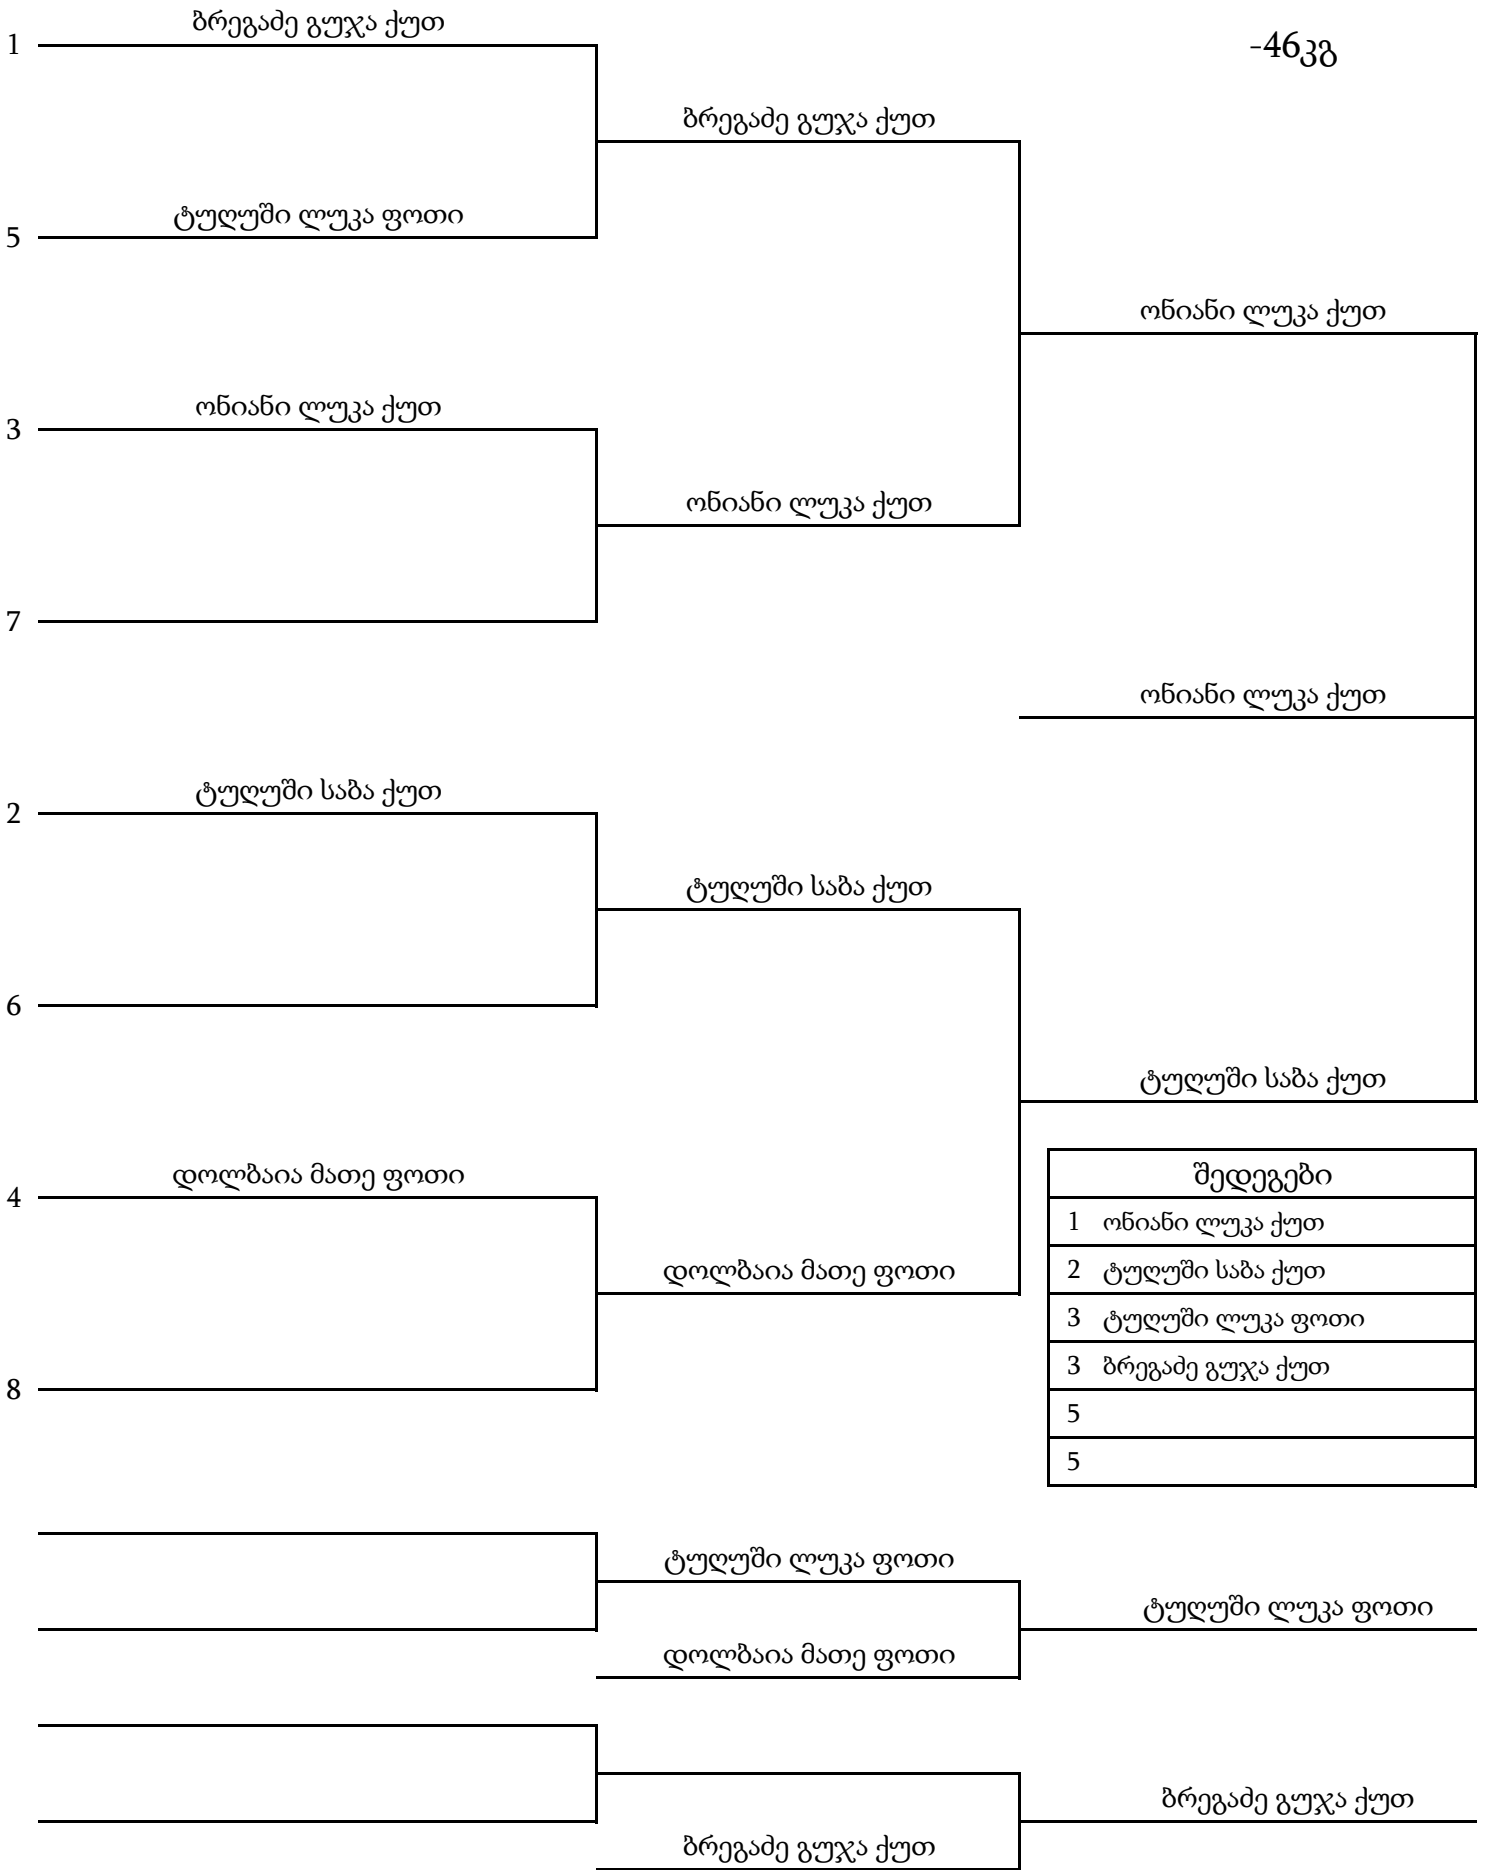 ბრეგაძე გუჯა ქუთ
1
-46კგ
ბრეგაძე გუჯა ქუთ
ტუღუში ლუკა ფოთი
5
ონიანი ლუკა ქუთ
ონიანი ლუკა ქუთ
3
ონიანი ლუკა ქუთ
7
ონიანი ლუკა ქუთ
ტუღუში საბა ქუთ
2
ტუღუში საბა ქუთ
6
ტუღუში საბა ქუთ
დოლბაია მათე ფოთი
4
შედეგები
1 ონიანი ლუკა ქუთ
დოლბაია მათე ფოთი
2 ტუღუში საბა ქუთ
3 ტუღუში ლუკა ფოთი
3 ბრეგაძე გუჯა ქუთ
8
5
5
ტუღუში ლუკა ფოთი
ტუღუში ლუკა ფოთი
დოლბაია მათე ფოთი
ბრეგაძე გუჯა ქუთ
ბრეგაძე გუჯა ქუთ